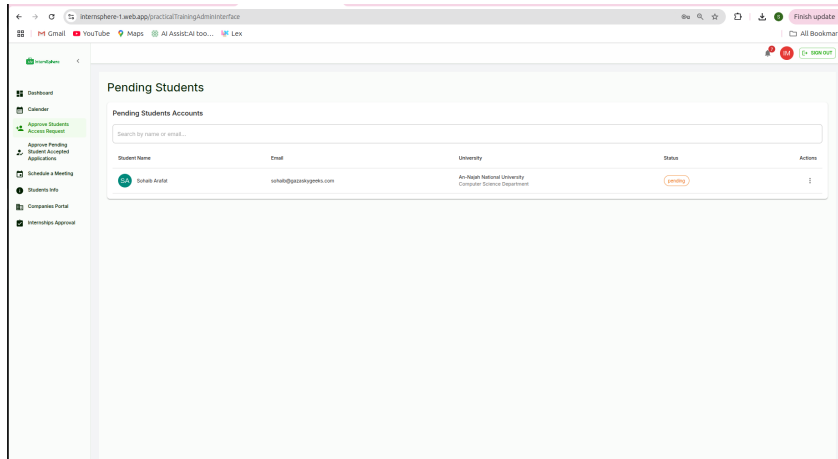 internsphere-1.web.app/practicalTrainingAdminInterface
Finish update
Gmail YouTube Maps AI Assist:AI too... Lex
All Bookmar
InternSphere
IM SIGN OUT
Dashboard
Calender
Approve Students
Access Request
Approve Pending
Student Accepted
Applications
Schedule a Meeting
Students Info
Companies Portal
Internships Approval
Pending Students
Pending Students Accounts
Search by name or email...
Student Name Email University Status Actions
SA Sohaib Arafat sohaib@gazaskygeeks.com An-Najah National University pending
Computer Science Department